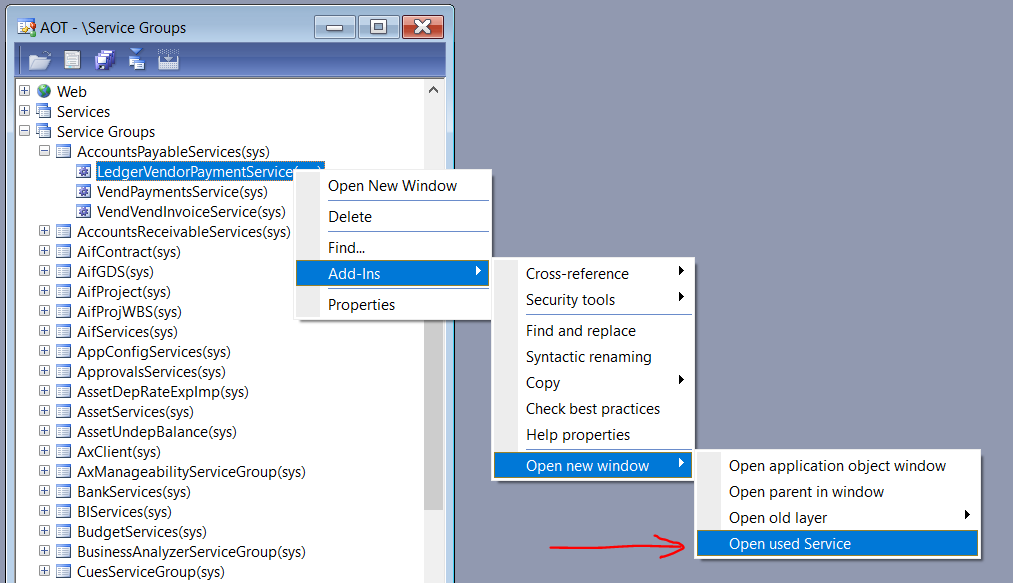 AOT - \Service Groups
Web
Services
Service Groups
AccountsPayableServices(sys)
LedgerVendorPaymentService
VendPaymentsService(sys)
VendVendInvoiceService(sys)
AccountsReceivableServices(sys)
AifContract(sys)
AifGDS(sys)
AifProject(sys)
AifProjWBS(sys)
AifServices(sys)
AppConfigServices(sys)
ApprovalsServices(sys)
AssetDepRateExpImp(sys)
AssetServices(sys)
AssetUndepBalance(sys)
AxClient(sys)
AxManageabilityServiceGroup(sys)
BankServices(sys)
BIServices(sys)
BudgetServices(sys)
BusinessAnalyzerServiceGroup(sys)
CuesServiceGroup(sys)
Open New Window
Delete
Find...
Add-Ins
Properties
Cross-reference
Security tools
Find and replace
Syntactic renaming
Copy
Check best practices
Help properties
Open new window
Open application object window
Open parent in window
Open old layer
Open used Service